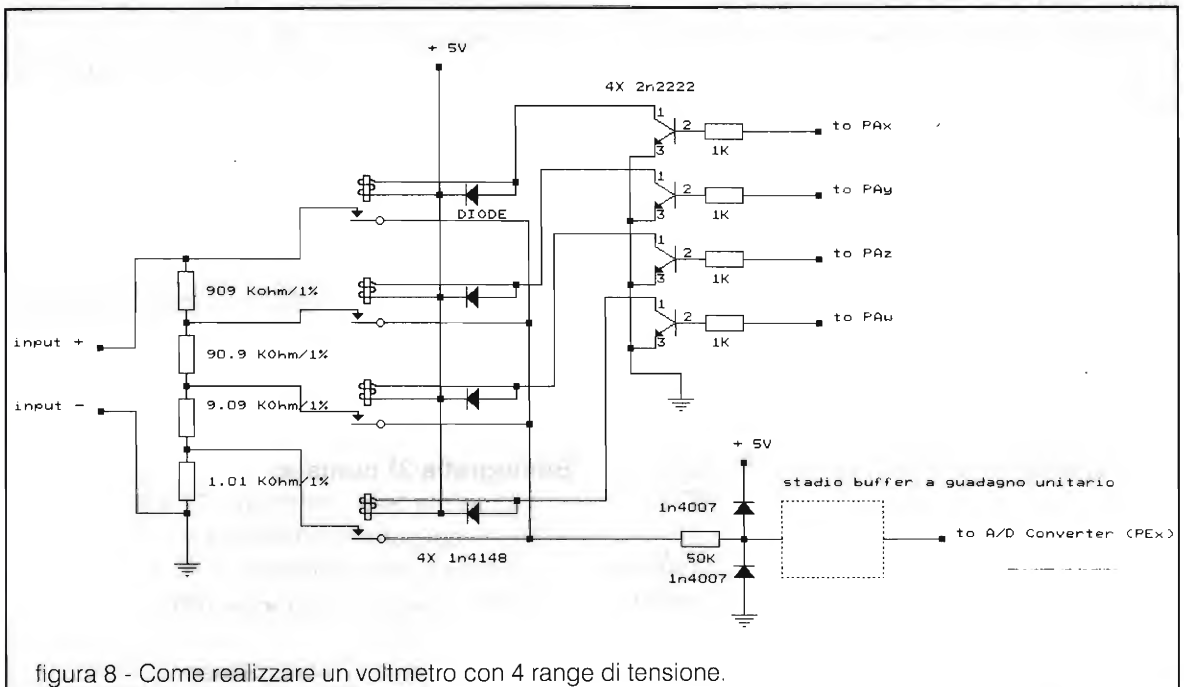 + 5V
4X 2n2222
1
2
3
1K
to PAx
1
2
3
1K
to PAy
1
2
3
1K
to PAz
1
2
3
1K
to PAw
DIODE
909 Kohm/1%
input +
90.9 KOhm/1%
input -
9.09 KOhm/1%
1.01 KOhm/1%
4X 1n4148
+ 5V
stadio buffer a guadagno unitario
1n4007
50K
1n4007
to A/D Converter (PEx)
figura 8 - Come realizzare un voltmetro con 4 range di tensione.